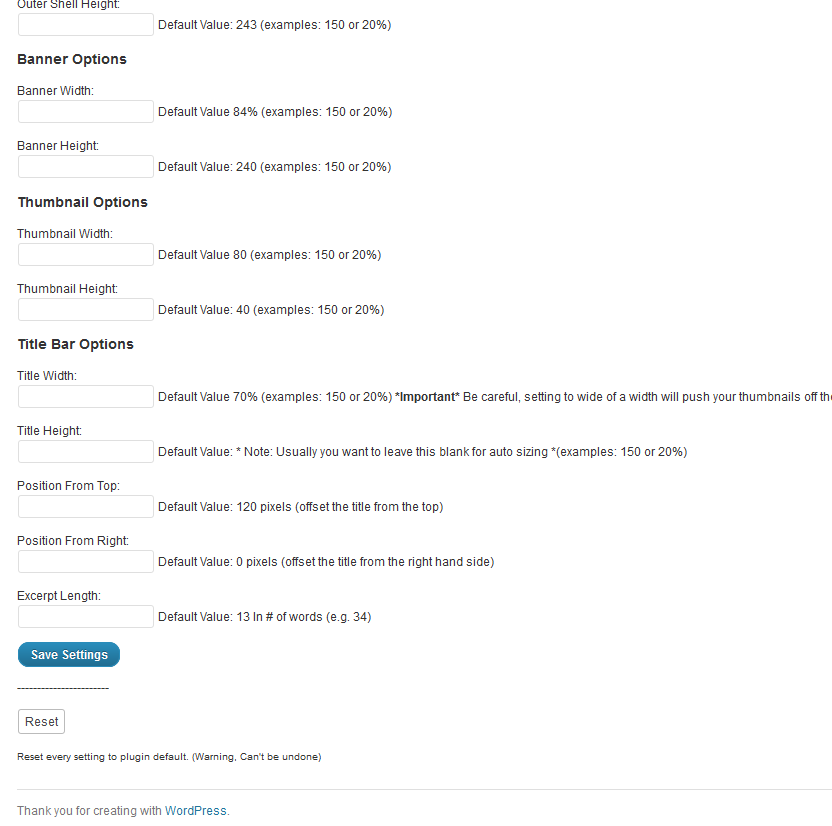 Outer Shell Height:
Default Value: 243 (examples: 150 or 20%)
Banner Options
Banner Width:
Default Value 84% (examples: 150 or 20%)
Banner Height:
Default Value: 240 (examples: 150 or 20%)
Thumbnail Options
Thumbnail Width:
Default Value 80 (examples: 150 or 20%)
Thumbnail Height:
Default Value: 40 (examples: 150 or 20%)
Title Bar Options
Title Width:
Default Value 70% (examples: 150 or 20%) *Important* Be careful, setting to wide of a width will push your thumbnails off the
Title Height:
Default Value: * Note: Usually you want to leave this blank for auto sizing *(examples: 150 or 20%)
Position From Top:
Default Value: 120 pixels (offset the title from the top)
Position From Right:
Default Value: 0 pixels (offset the title from the right hand side)
Excerpt Length:
Default Value: 13 In # of words (e.g. 34)
Save Settings
-----------------------
Reset
Reset every setting to plugin default. (Warning, Can't be undone)
Thank you for creating with WordPress.